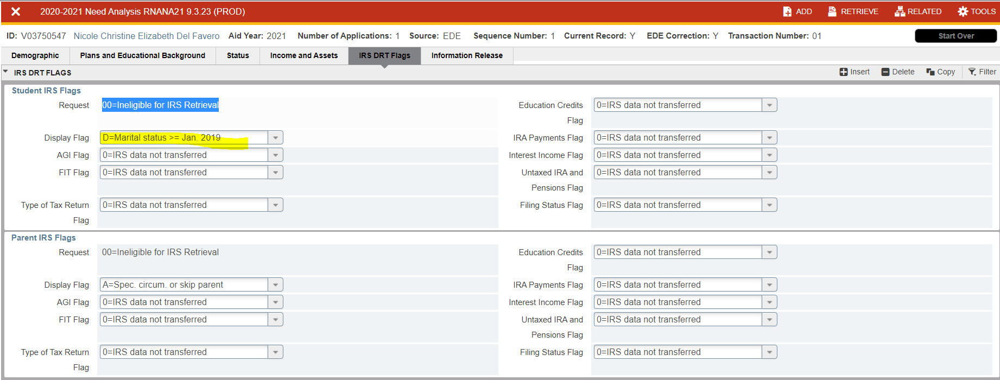 2020-2021 Need Analysis RNANA21 9.3.23 (PROD) ADD RETRIEVE RELATED TOOLS
ID: V03750547 Nicole Christine Elizabeth Del Favero Aid Year: 2021 Number of Applications: 1 Source: EDE Sequence Number: 1 Current Record: Y EDE Correction: Y Transaction Number: 01 Start Over
Demographic Plans and Educational Background Status Income and Assets IRS DRT Flags Information Release
IRS DRT FLAGS Insert Delete Copy Filter
Student IRS Flags
Request 00=Ineligible for IRS Retrieval Education Credits 0=IRS data not transferred
Flag
Display Flag D=Marital status >= Jan. 2019 IRA Payments Flag 0=IRS data not transferred
AGI Flag 0=IRS data not transferred Interest Income Flag 0=IRS data not transferred
FIT Flag 0=IRS data not transferred Untaxed IRA and 0=IRS data not transferred
Pensions Flag
Type of Tax Return 0=IRS data not transferred Filing Status Flag 0=IRS data not transferred
Flag
Parent IRS Flags
Request 00=Ineligible for IRS Retrieval Education Credits 0=IRS data not transferred
Flag
Display Flag A=Spec. circum. or skip parent IRA Payments Flag 0=IRS data not transferred
AGI Flag 0=IRS data not transferred Interest Income Flag 0=IRS data not transferred
FIT Flag 0=IRS data not transferred Untaxed IRA and 0=IRS data not transferred
Pensions Flag
Type of Tax Return 0=IRS data not transferred Filing Status Flag 0=IRS data not transferred
Flag